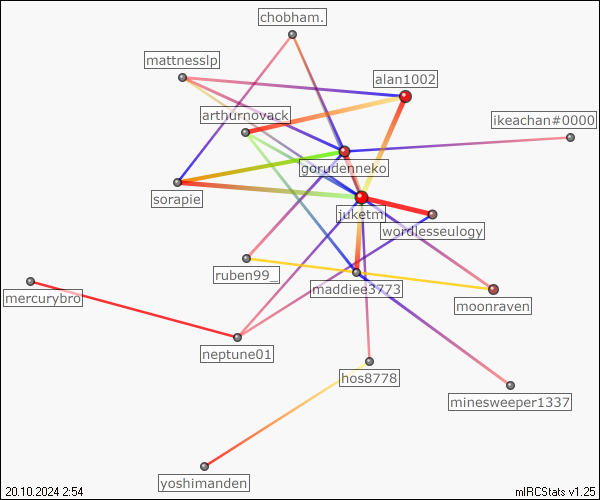 chobham.
mattnesslp
alan1002
arthurnovack
ikeachan#0000
gorudenneko
sorapie
juketm
wordlesseulogy
ruben99_
maddiee3773
mercurybro
moonraven
neptune01
hos8778
minesweeper1337
yoshimanden
20.10.2024 2:54
mIRCStats v1.25